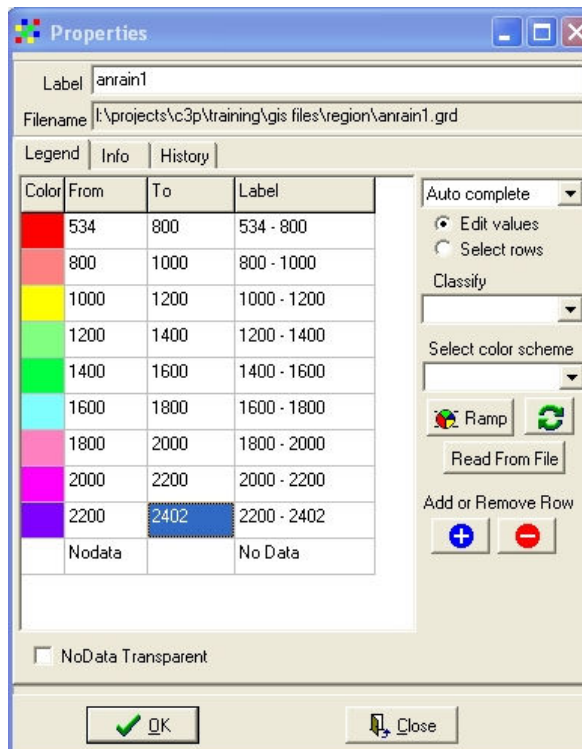 Properties
Label anrain1
Filename I:\projects\c3p\training\gis files\region\anrain1.grd
Legend Info History
Color From To Label
534 800 534 - 800
800 1000 800 - 1000
1000 1200 1000 - 1200
1200 1400 1200 - 1400
1400 1600 1400 - 1600
1600 1800 1600 - 1800
1800 2000 1800 - 2000
2000 2200 2000 - 2200
2200 2402 2200 - 2402
Nodata No Data
Auto complete
Edit values
Select rows
Classify
Select color scheme
Ramp
Read From File
Add or Remove Row
NoData Transparent
OK
Close